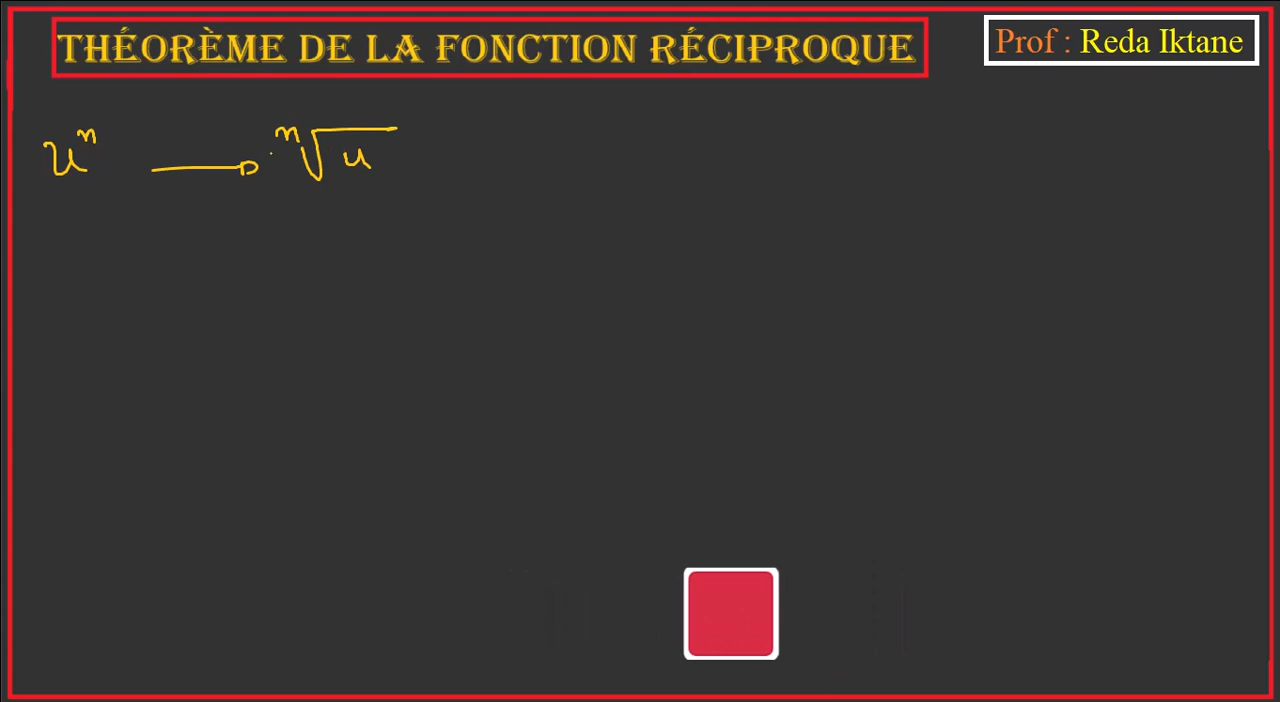 THÉORÈME DE LA FONCTION RÉCIPROQUE
Prof : Reda Iktane
uⁿ → ⁿ√u